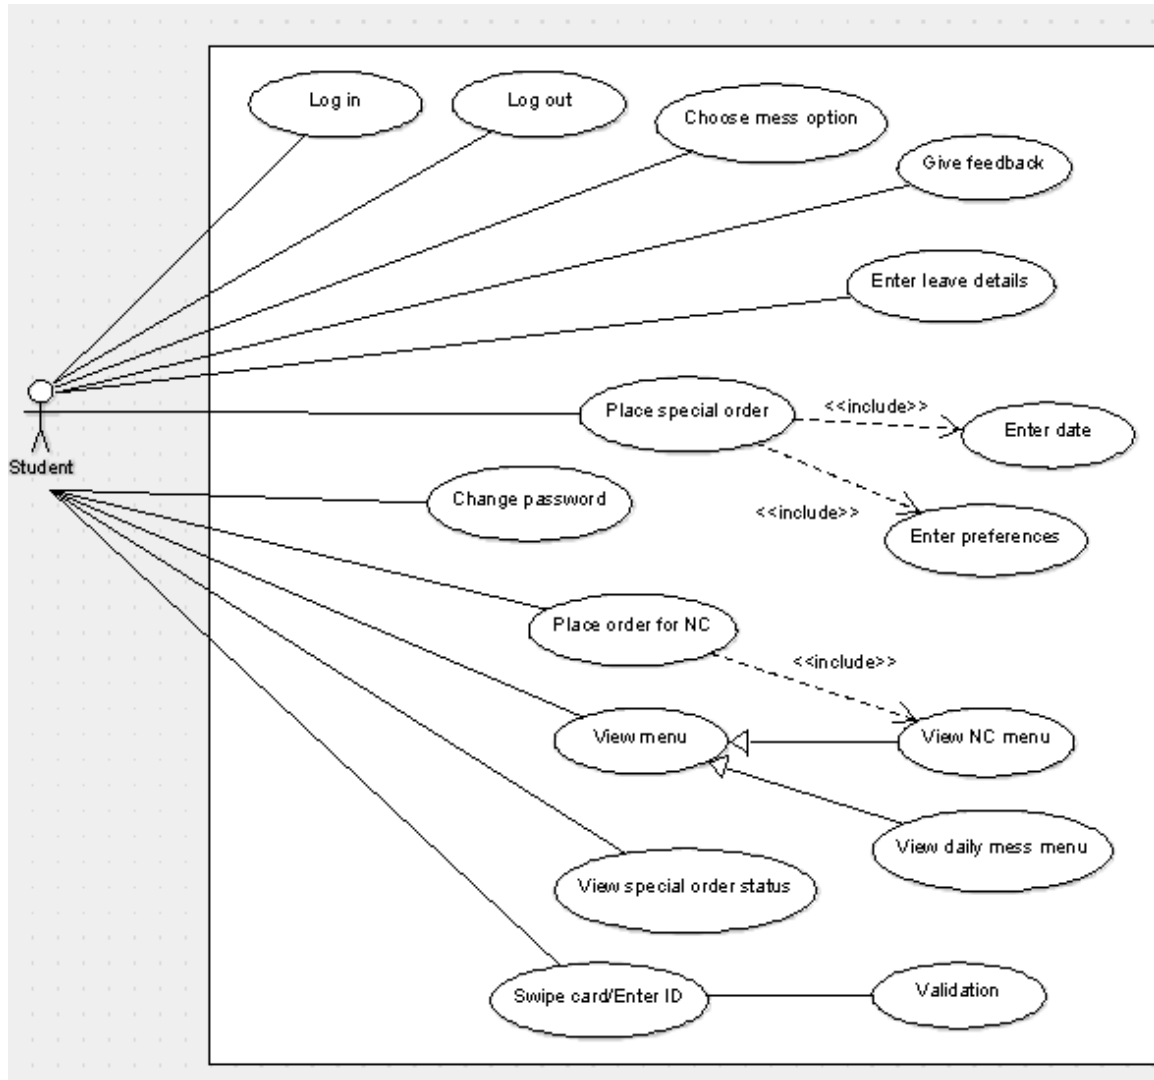 Log in
Log out
Choose mess option
Give feedback
Enter leave details
Place special order
<<include>>
Enter date
Student
Change password
<<include>>
Enter preferences
Place order for NC
<<include>>
View menu
View NC menu
View daily mess menu
View special order status
Swipe card/Enter ID
Validation